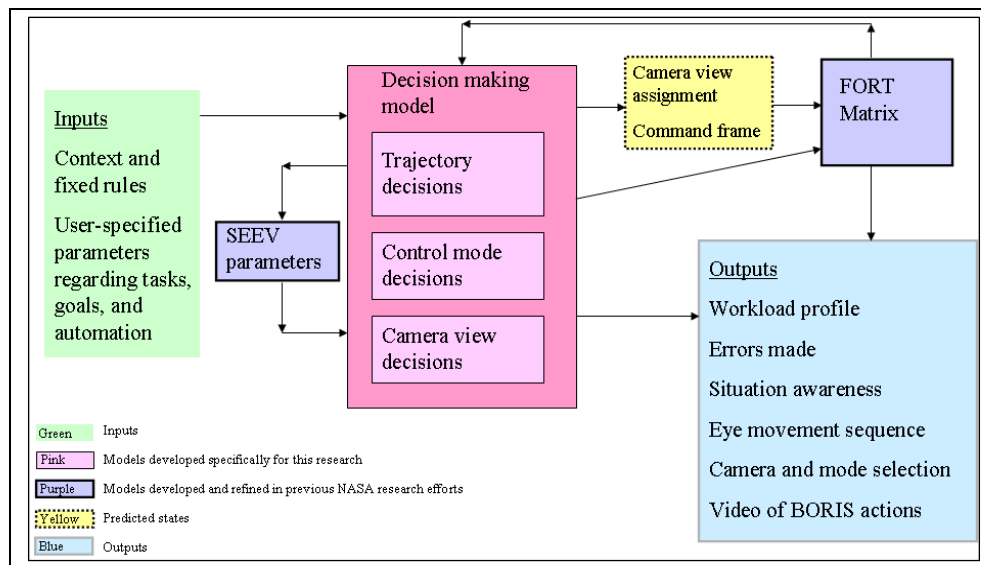 Inputs
Context and
fixed rules
User-specified
parameters
regarding tasks,
goals, and
automation
SEEV
parameters
Decision making
model
Trajectory
decisions
Control mode
decisions
Camera view
decisions
Camera view
assignment
Command frame
FORT
Matrix
Outputs
Workload profile
Errors made
Situation awareness
Eye movement sequence
Camera and mode selection
Video of BORIS actions
Green Inputs
Pink Models developed specifically for this research
Purple Models developed and refined in previous NASA research efforts
Yellow Predicted states
Blue Outputs